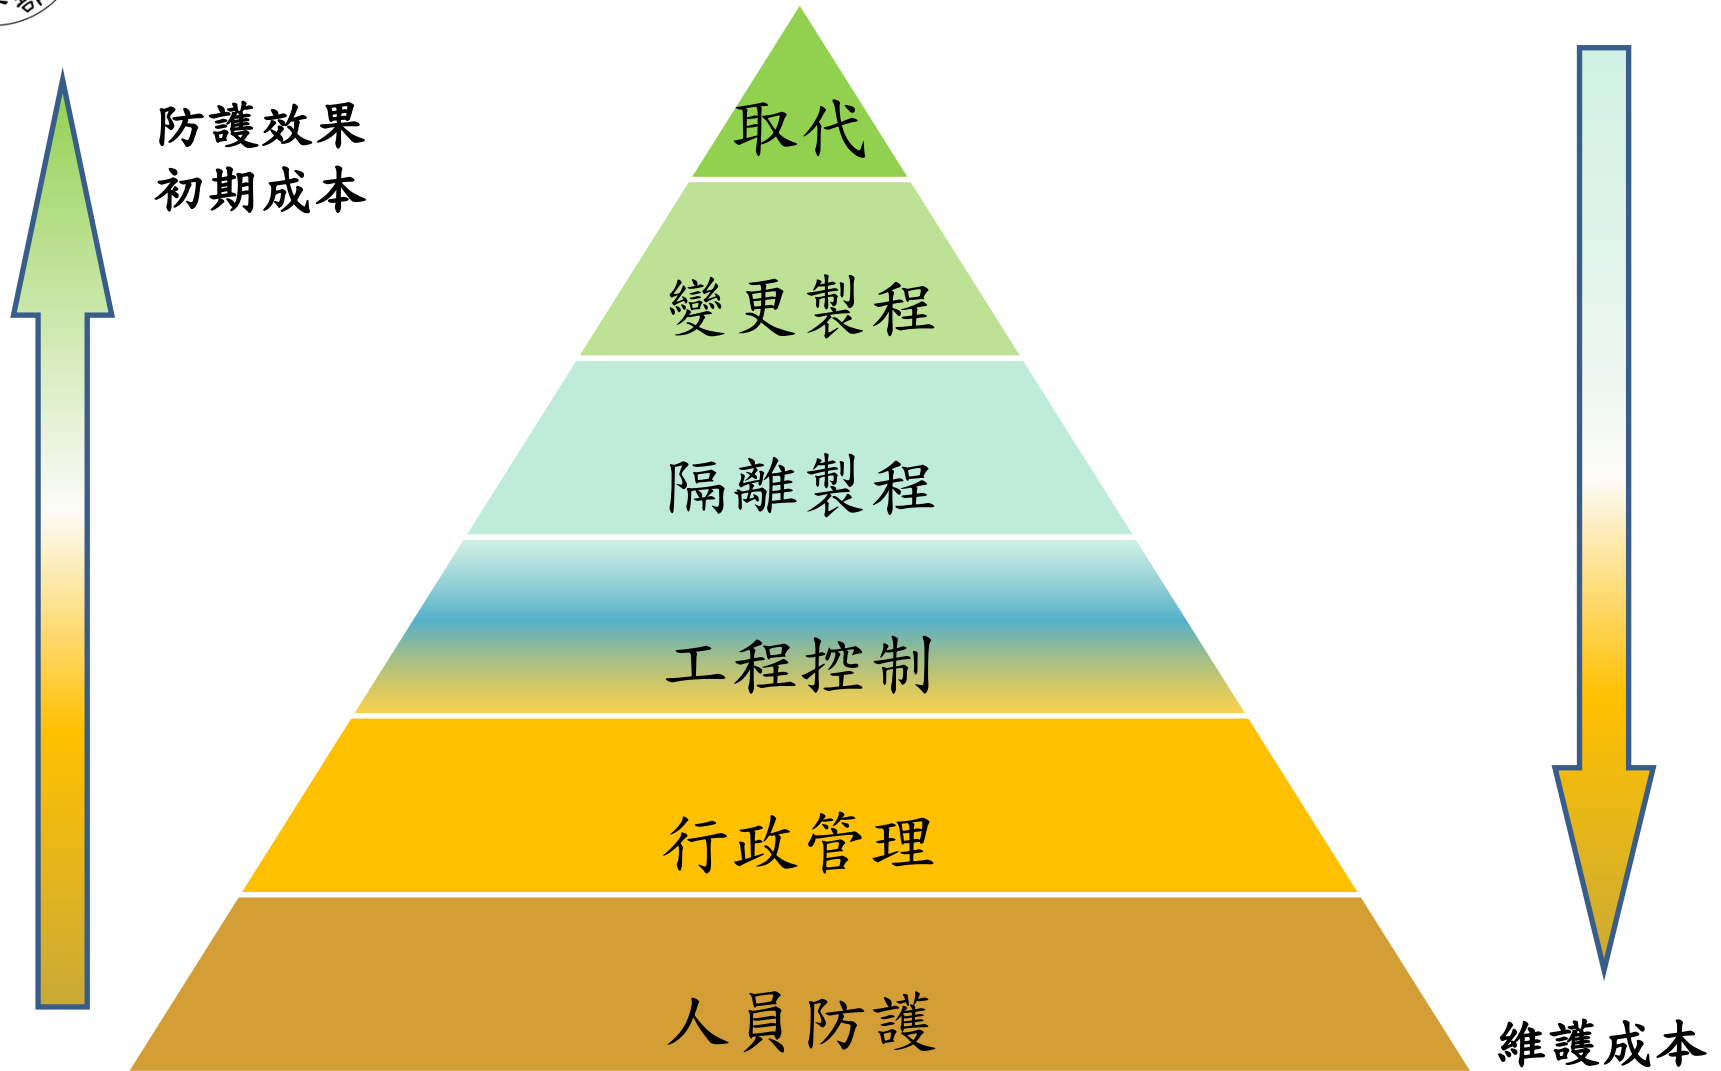 防護效果
初期成本
取代
變更製程
隔離製程
工程控制
行政管理
人員防護
維護成本